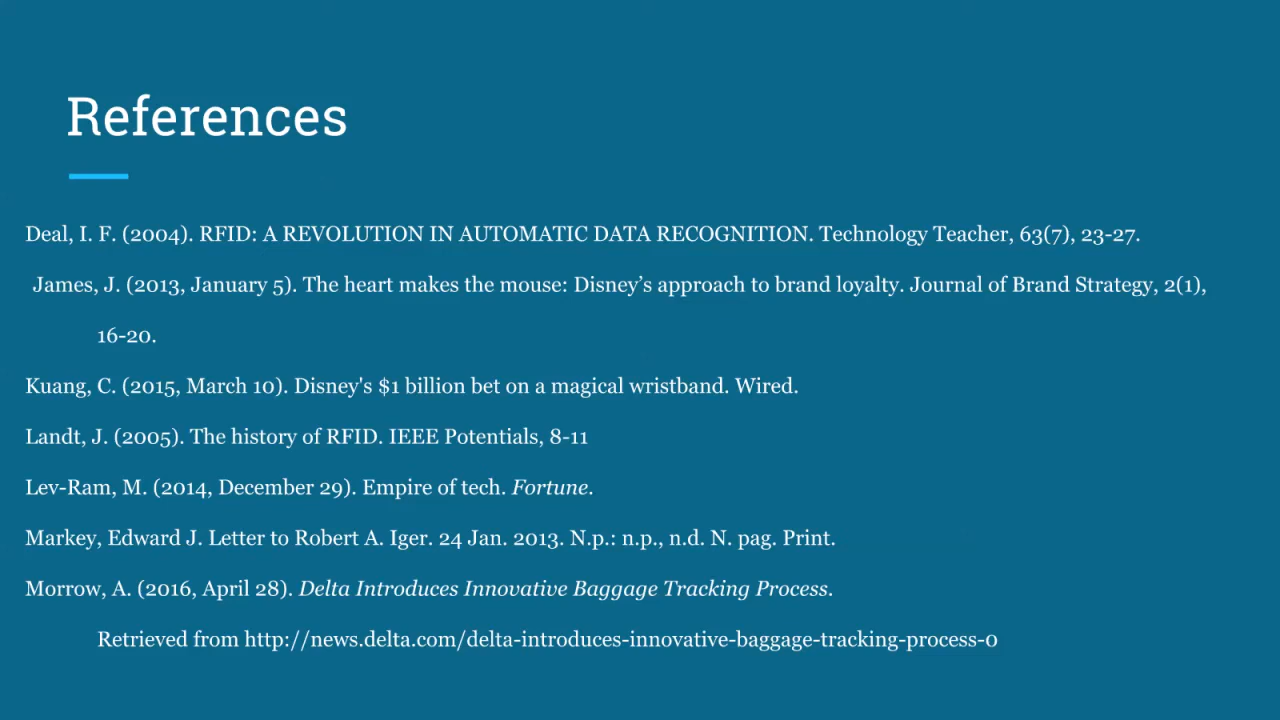 References
Deal, I. F. (2004). RFID: A REVOLUTION IN AUTOMATIC DATA RECOGNITION. Technology Teacher, 63(7), 23-27.
James, J. (2013, January 5). The heart makes the mouse: Disney’s approach to brand loyalty. Journal of Brand Strategy, 2(1),
16-20.
Kuang, C. (2015, March 10). Disney's $1 billion bet on a magical wristband. Wired.
Landt, J. (2005). The history of RFID. IEEE Potentials, 8-11
Lev-Ram, M. (2014, December 29). Empire of tech. Fortune.
Markey, Edward J. Letter to Robert A. Iger. 24 Jan. 2013. N.p.: n.p., n.d. N. pag. Print.
Morrow, A. (2016, April 28). Delta Introduces Innovative Baggage Tracking Process.
Retrieved from http://news.delta.com/delta-introduces-innovative-baggage-tracking-process-0